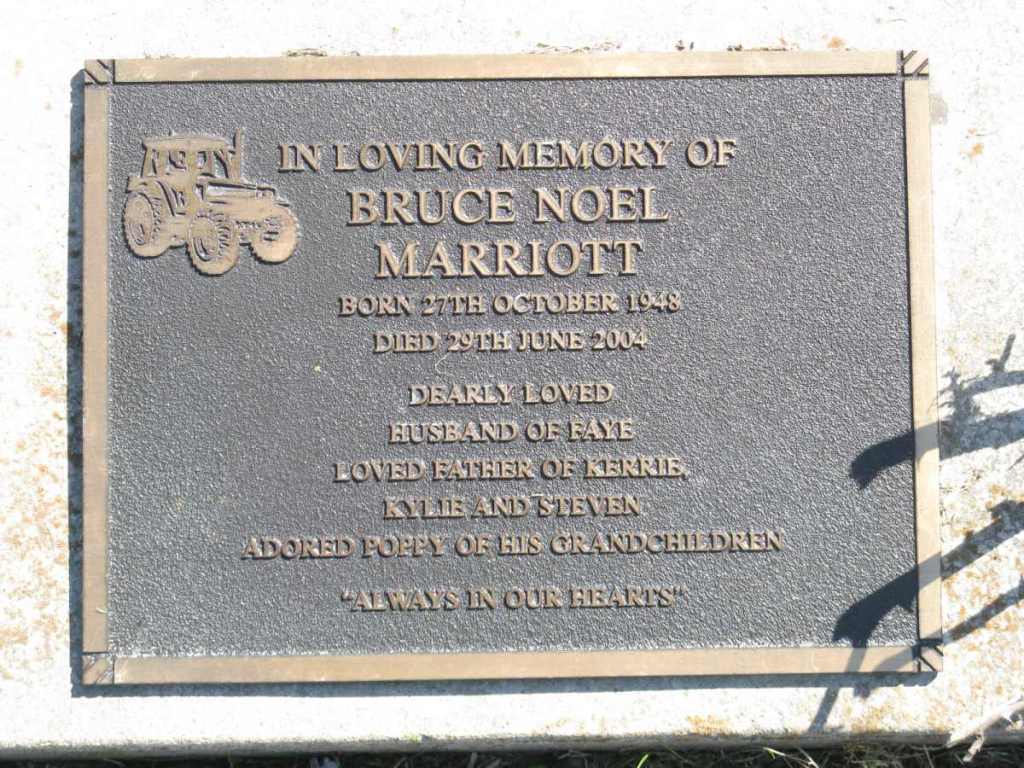 IN LOVING MEMORY OF
BRUCE NOEL
MARRIOTT
BORN 27TH OCTOBER 1948
DIED 29TH JUNE 2004
DEARLY LOVED
HUSBAND OF FAYE
LOVED FATHER OF KERRIE,
KYLIE AND STEVEN
ADORED POPPY OF HIS GRANDCHILDREN
"ALWAYS IN OUR HEARTS"